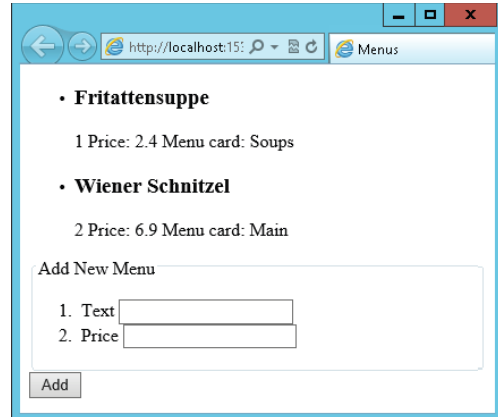 http://localhost:153
Menus
• Fritattensuppe
1 Price: 2.4 Menu card: Soups
• Wiener Schnitzel
2 Price: 6.9 Menu card: Main
Add New Menu
1. Text
2. Price
Add